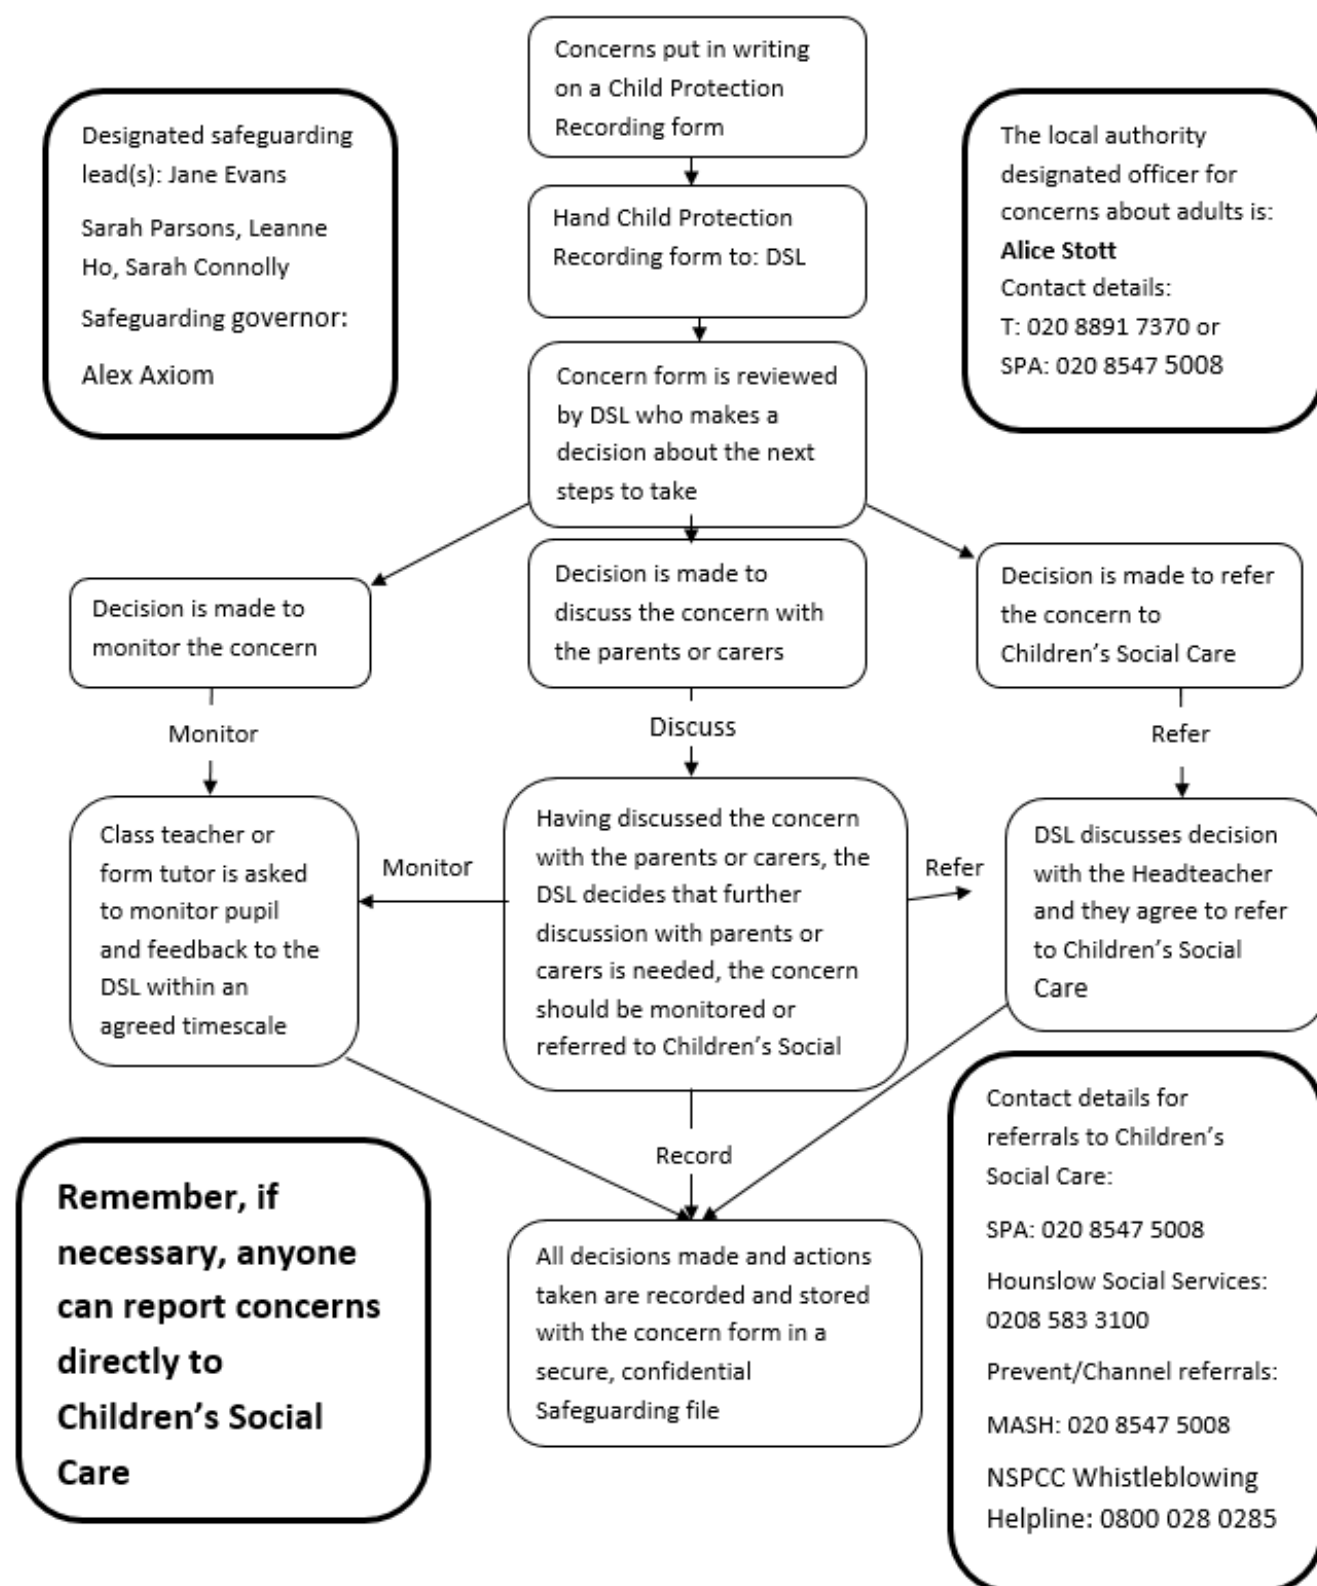 Concerns put in writing
on a Child Protection
Recording form
Designated safeguarding
lead(s): Jane Evans
Sarah Parsons, Leanne
Ho, Sarah Connolly
Safeguarding governor:
Alex Axiom
The local authority
designated officer for
concerns about adults is:
Alice Stott
Contact details:
T: 020 8891 7370 or
SPA: 020 8547 5008
Hand Child Protection
Recording form to: DSL
Concern form is reviewed
by DSL who makes a
decision about the next
steps to take
Decision is made to
monitor the concern
Decision is made to
discuss the concern with
the parents or carers
Decision is made to refer
the concern to
Children’s Social Care
Monitor
Discuss
Refer
Class teacher or
form tutor is asked
to monitor pupil
and feedback to the
DSL within an
agreed timescale
Monitor
Having discussed the concern
with the parents or carers, the
DSL decides that further
discussion with parents or
carers is needed, the concern
should be monitored or
referred to Children’s Social
Refer
DSL discusses decision
with the Headteacher
and they agree to refer
to Children’s Social
Care
Record
Remember, if
necessary, anyone
can report concerns
directly to
Children’s Social
Care
All decisions made and actions
taken are recorded and stored
with the concern form in a
secure, confidential
Safeguarding file
Contact details for
referrals to Children’s
Social Care:
SPA: 020 8547 5008
Hounslow Social Services:
0208 583 3100
Prevent/Channel referrals:
MASH: 020 8547 5008
NSPCC Whistleblowing
Helpline: 0800 028 0285